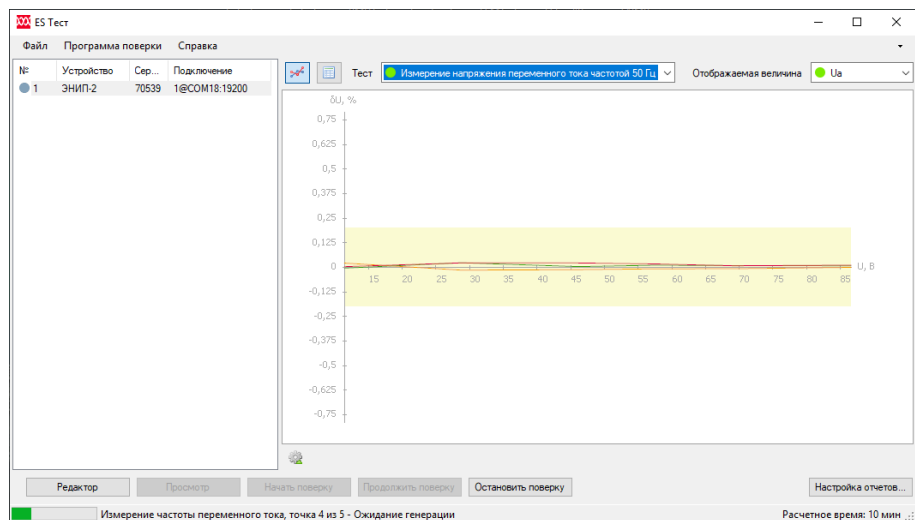 ES Тест
Файл Программа поверки Справка
№ Устройство Сер... Подключение
1 ЭНИП-2 70539 1@COM18:19200
Тест Измерение напряжения переменного тока частотой 50 Гц Отображаемая величина Ua
δU, %
0,75
0,625
0,5
0,375
0,25
0,125
0
-0,125
-0,25
-0,375
-0,5
-0,625
-0,75
15 20 25 30 35 40 45 50 55 60 65 70 75 80 85
U, В
Редактор Просмотр Начать поверку Продолжить поверку Остановить поверку Настройка отчетов...
Измерение частоты переменного тока, точка 4 из 5 - Ожидание генерации Расчетное время: 10 мин